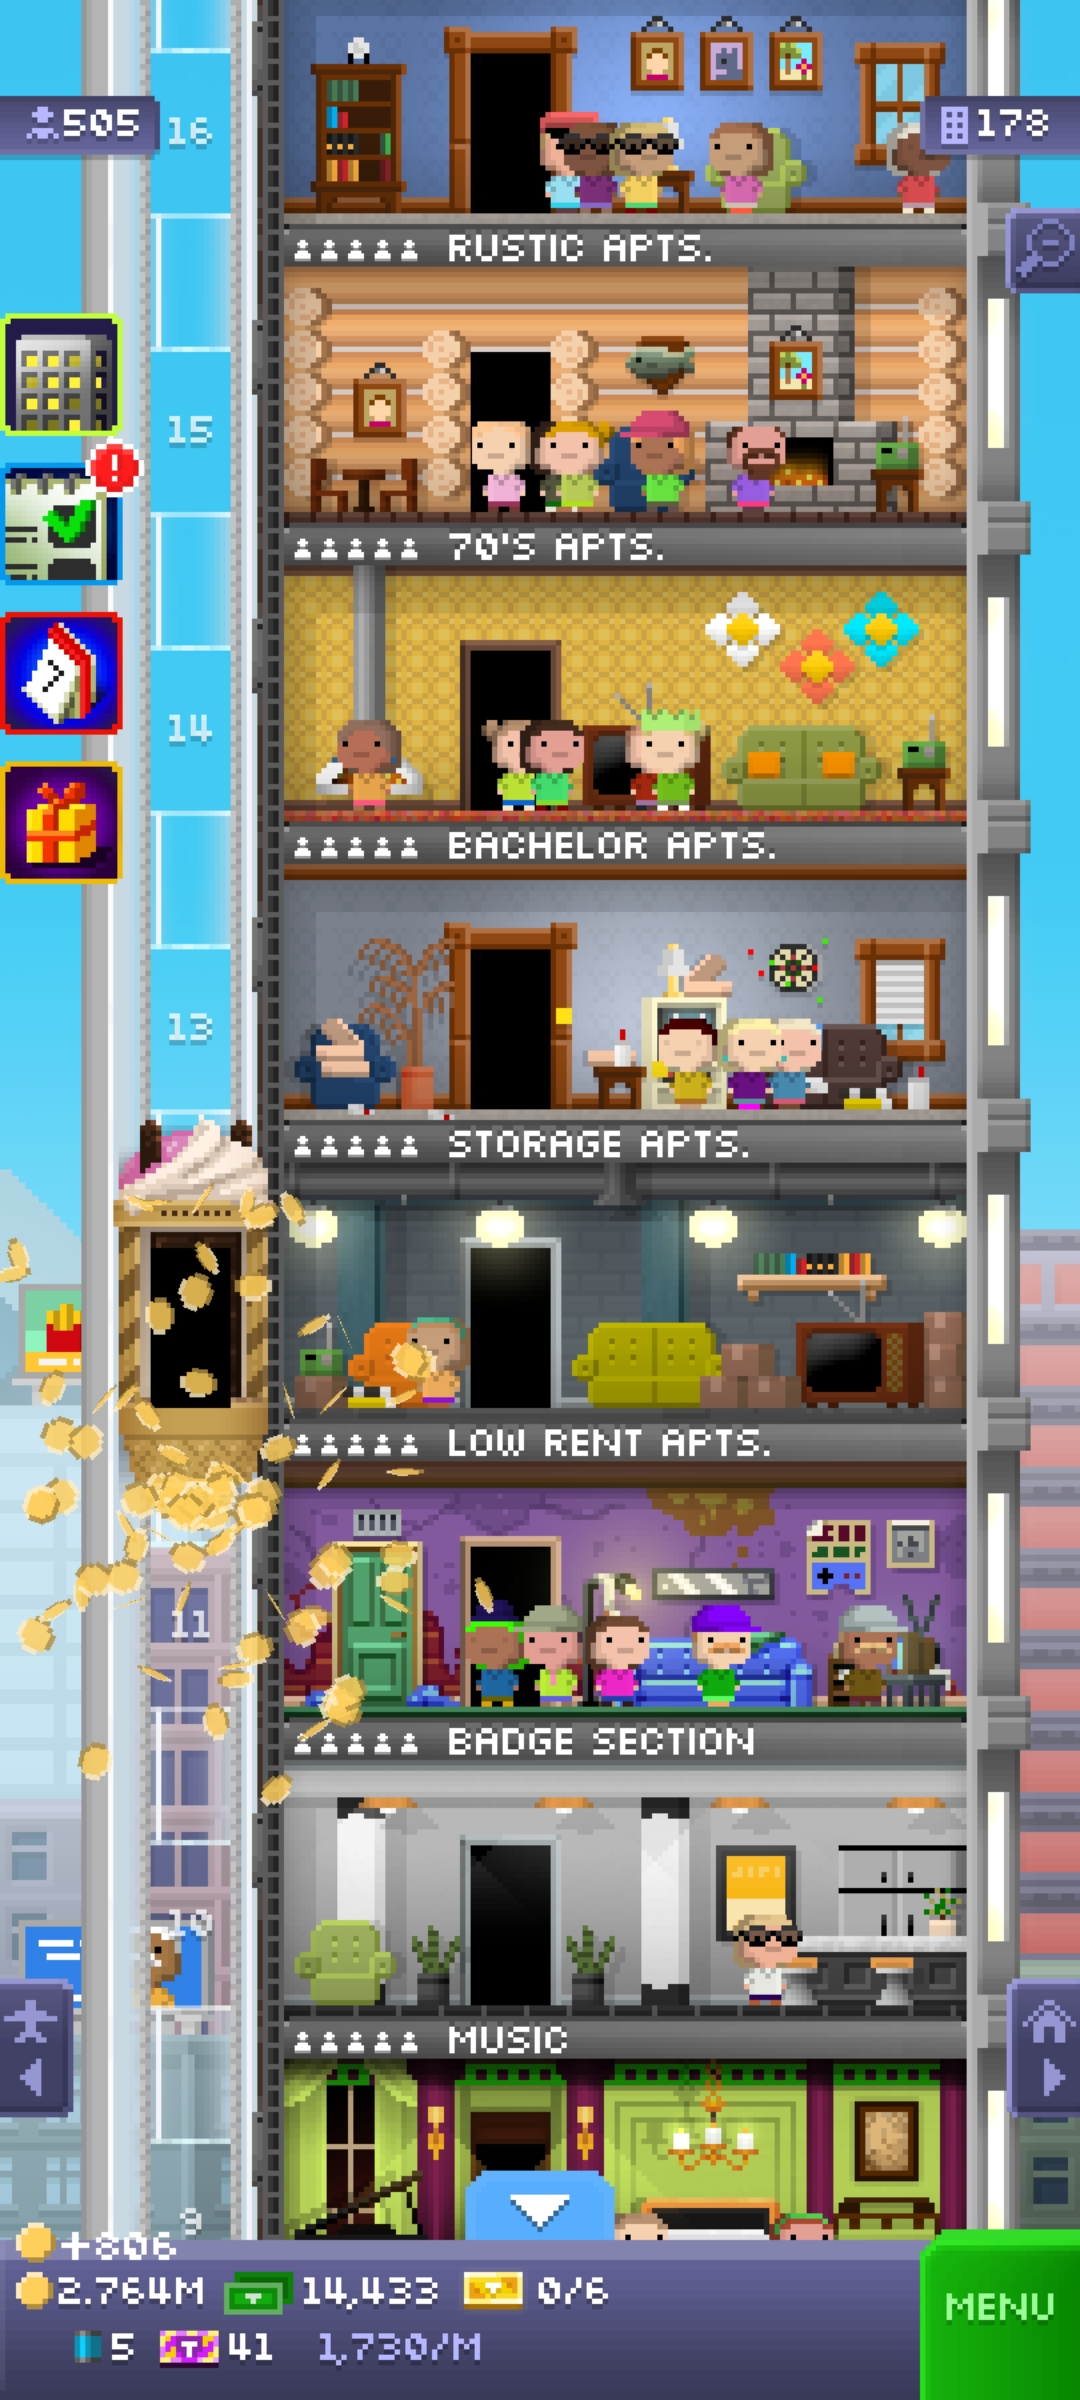 505
16
178
RUSTIC APTS.
15
70'S APTS.
14
7
BACHELOR APTS.
13
STORAGE APTS.
LOW RENT APTS.
11
BADGE SECTION
10
MUSIC
9
+806
2.764M 14,433 0/6
MENU
5 T 41 1,730/M